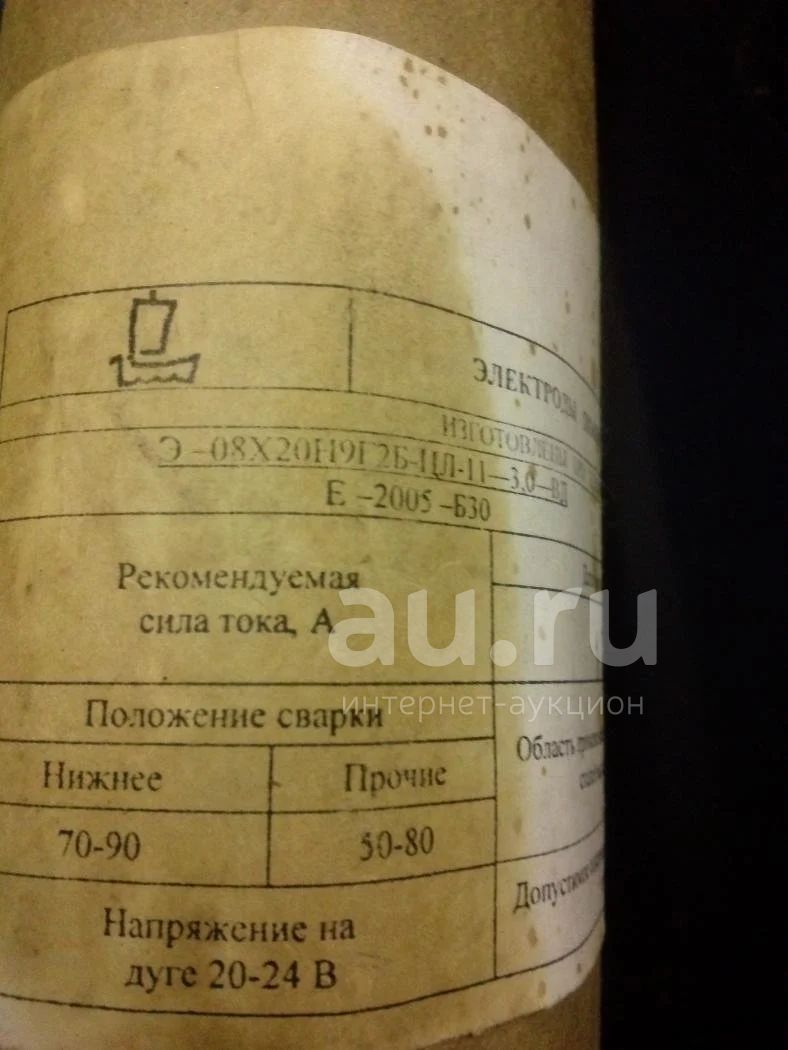 ЭЛЕКТРОДЫ
ИЗГОТОВЛЕНЫ
Э–08Х20Н9Г2Б-ЦЛ-11–3,0–ВД
Е –2005 –Б30
Рекомендуемая
сила тока, А
Положение сварки
Нижнее
Прочие
70-90
50-80
Напряжение на
дуге 20-24 В
Область
au.ru
интернет-аукцион